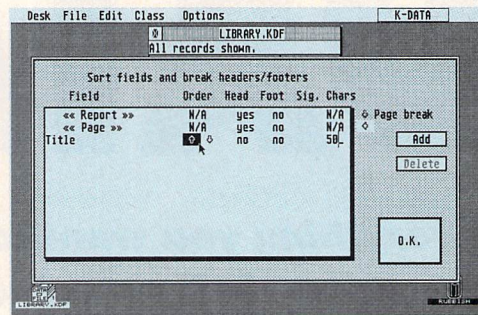 Desk File Edit Class Options K-DATA
LIBRARY.KDF
All records shown.
Sort fields and break headers/footers
Field Order Head Foot Sig. Chars
«« Report »» N/A yes no N/A Page break
«« Page »» N/A yes no N/A
Title no no 50_
Add
Delete
O.K.
LIBRARY.KDF RUBBISH